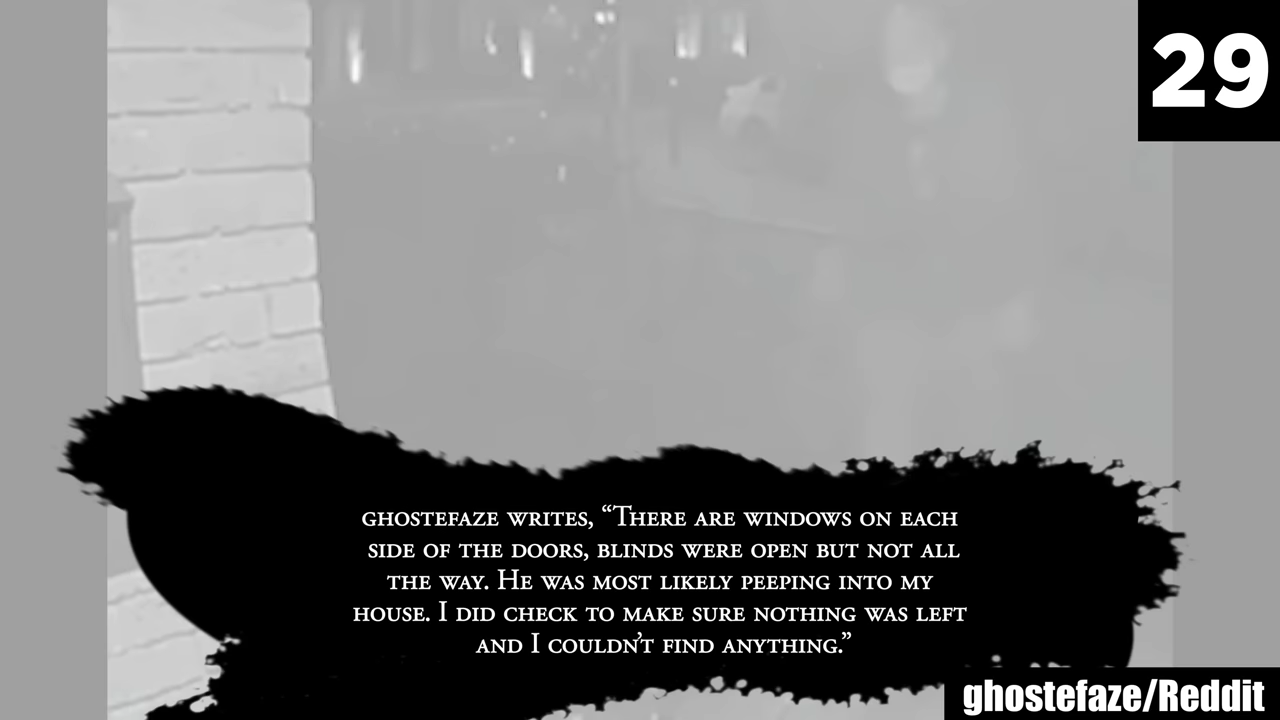 29
ghostefaze writes, “There are windows on each
side of the doors, blinds were open but not all
the way. He was most likely peeping into my
house. I did check to make sure nothing was left
and I couldn’t find anything.”
ghostefaze/Reddit